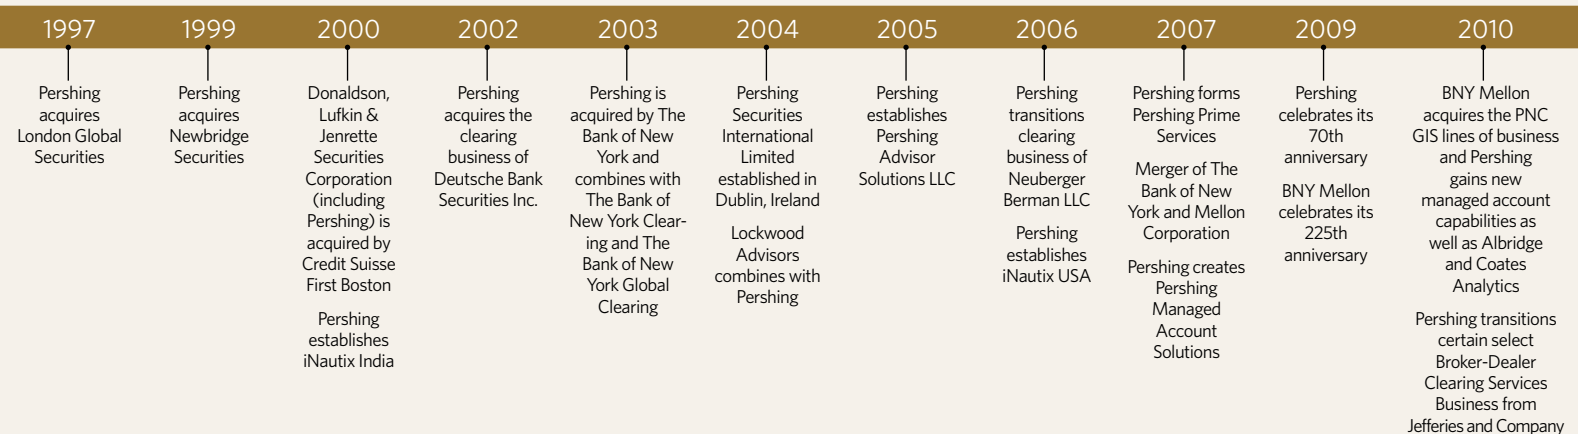 1997
Pershing
acquires
London Global
Securities
1999
Pershing
acquires
Newbridge
Securities
2000
Donaldson,
Lufkin &
Jenrette
Securities
Corporation
(including
Pershing) is
acquired by
Credit Suisse
First Boston
Pershing
establishes
iNautix India
2002
Pershing
acquires the
clearing
business of
Deutsche Bank
Securities Inc.
2003
Pershing is
acquired by The
Bank of New
York and
combines with
The Bank of
New York Clear-
ing and The
Bank of New
York Global
Clearing
2004
Pershing
Securities
International
Limited
established in
Dublin, Ireland
Lockwood
Advisors
combines with
Pershing
2005
Pershing
establishes
Pershing
Advisor
Solutions LLC
2006
Pershing
transitions
clearing
business of
Neuberger
Berman LLC
Pershing
establishes
iNautix USA
2007
Pershing forms
Pershing Prime
Services
Merger of The
Bank of New
York and Mellon
Corporation
Pershing creates
Pershing
Managed
Account
Solutions
2009
Pershing
celebrates its
70th
anniversary
BNY Mellon
celebrates its
225th
anniversary
2010
BNY Mellon
acquires the PNC
GIS lines of business
and Pershing
gains new
managed account
capabilities as
well as Albridge
and Coates
Analytics
Pershing transitions
certain select
Broker-Dealer
Clearing Services
Business from
Jefferies and Company